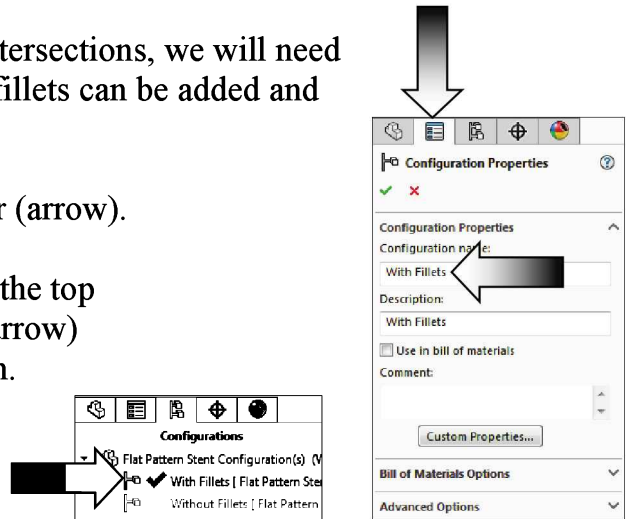 tersections, we will need
fillets can be added and
r (arrow).
the top
rrow)
n.
Configuration Properties
Configuration Properties
Configuration name:
With Fillets
Description:
With Fillets
Use in bill of materials
Comment:
Custom Properties...
Bill of Materials Options
Advanced Options
Configurations
Flat Pattern Stent Configuration(s) (
With Fillets [ Flat Pattern Ste
Without Fillets [ Flat Pattern